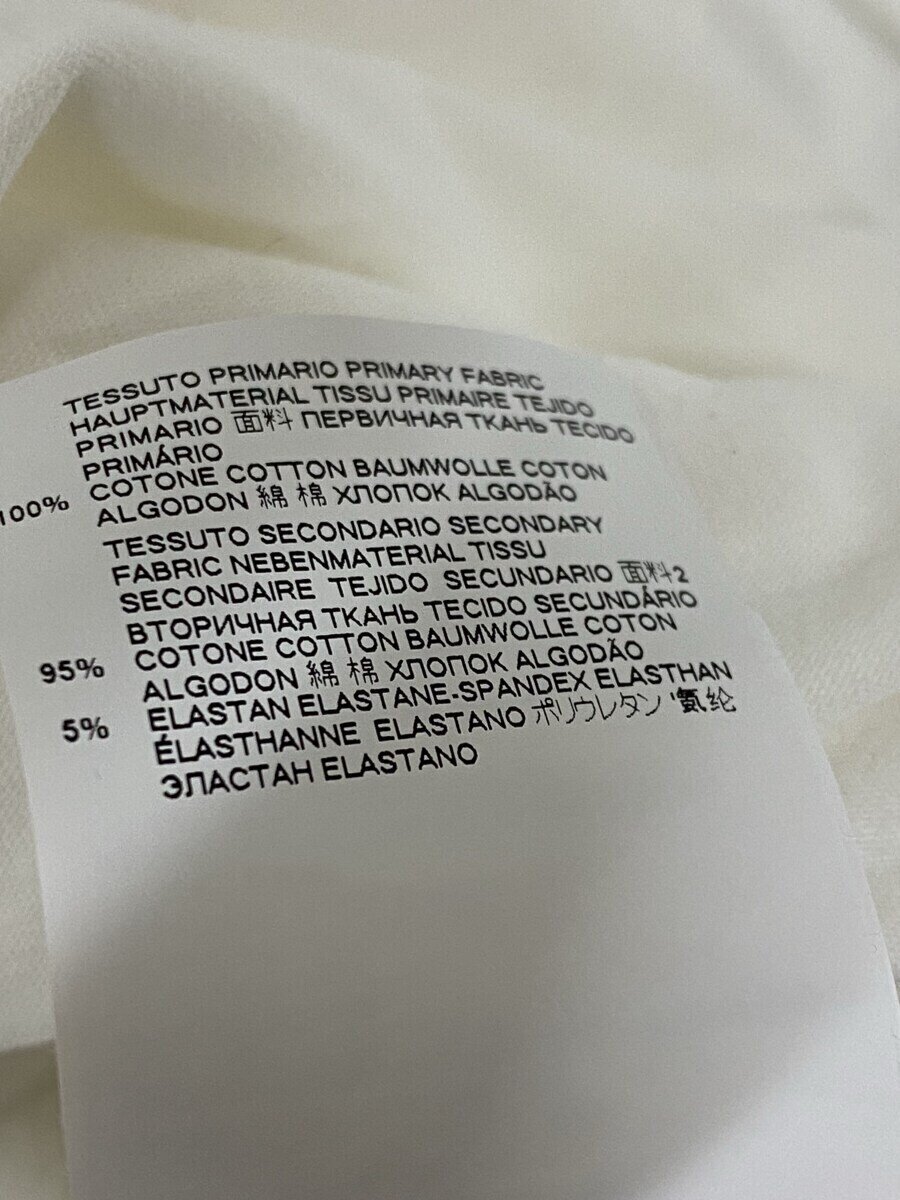 TESSUTO PRIMARIO PRIMARY FABRIC
HAUPTMATERIAL TISSU PRIMAIRE TEJIDO
PRIMARIO 面料 ПЕРВИЧНАЯ ТКАНЬ TECIDO
PRIMÁRIO
100% COTONE COTTON BAUMWOLLE COTON
ALGODON 綿 棉 ХЛОПОК ALGODÃO
TESSUTO SECONDARIO SECONDARY
FABRIC NEBENMATERIAL TISSU
SECONDAIRE TEJIDO SECUNDARIO 面料2
ВТОРИЧНАЯ ТКАНЬ TECIDO SECUNDÁRIO
95% COTONE COTTON BAUMWOLLE COTON
ALGODON 綿 棉 ХЛОПОК ALGODÃO
5% ELASTAN ELASTANE-SPANDEX ELASTHAN
ÉLASTHANNE ELASTANO ポリウレタン '氨纶
ЭЛАСТАН ELASTANO